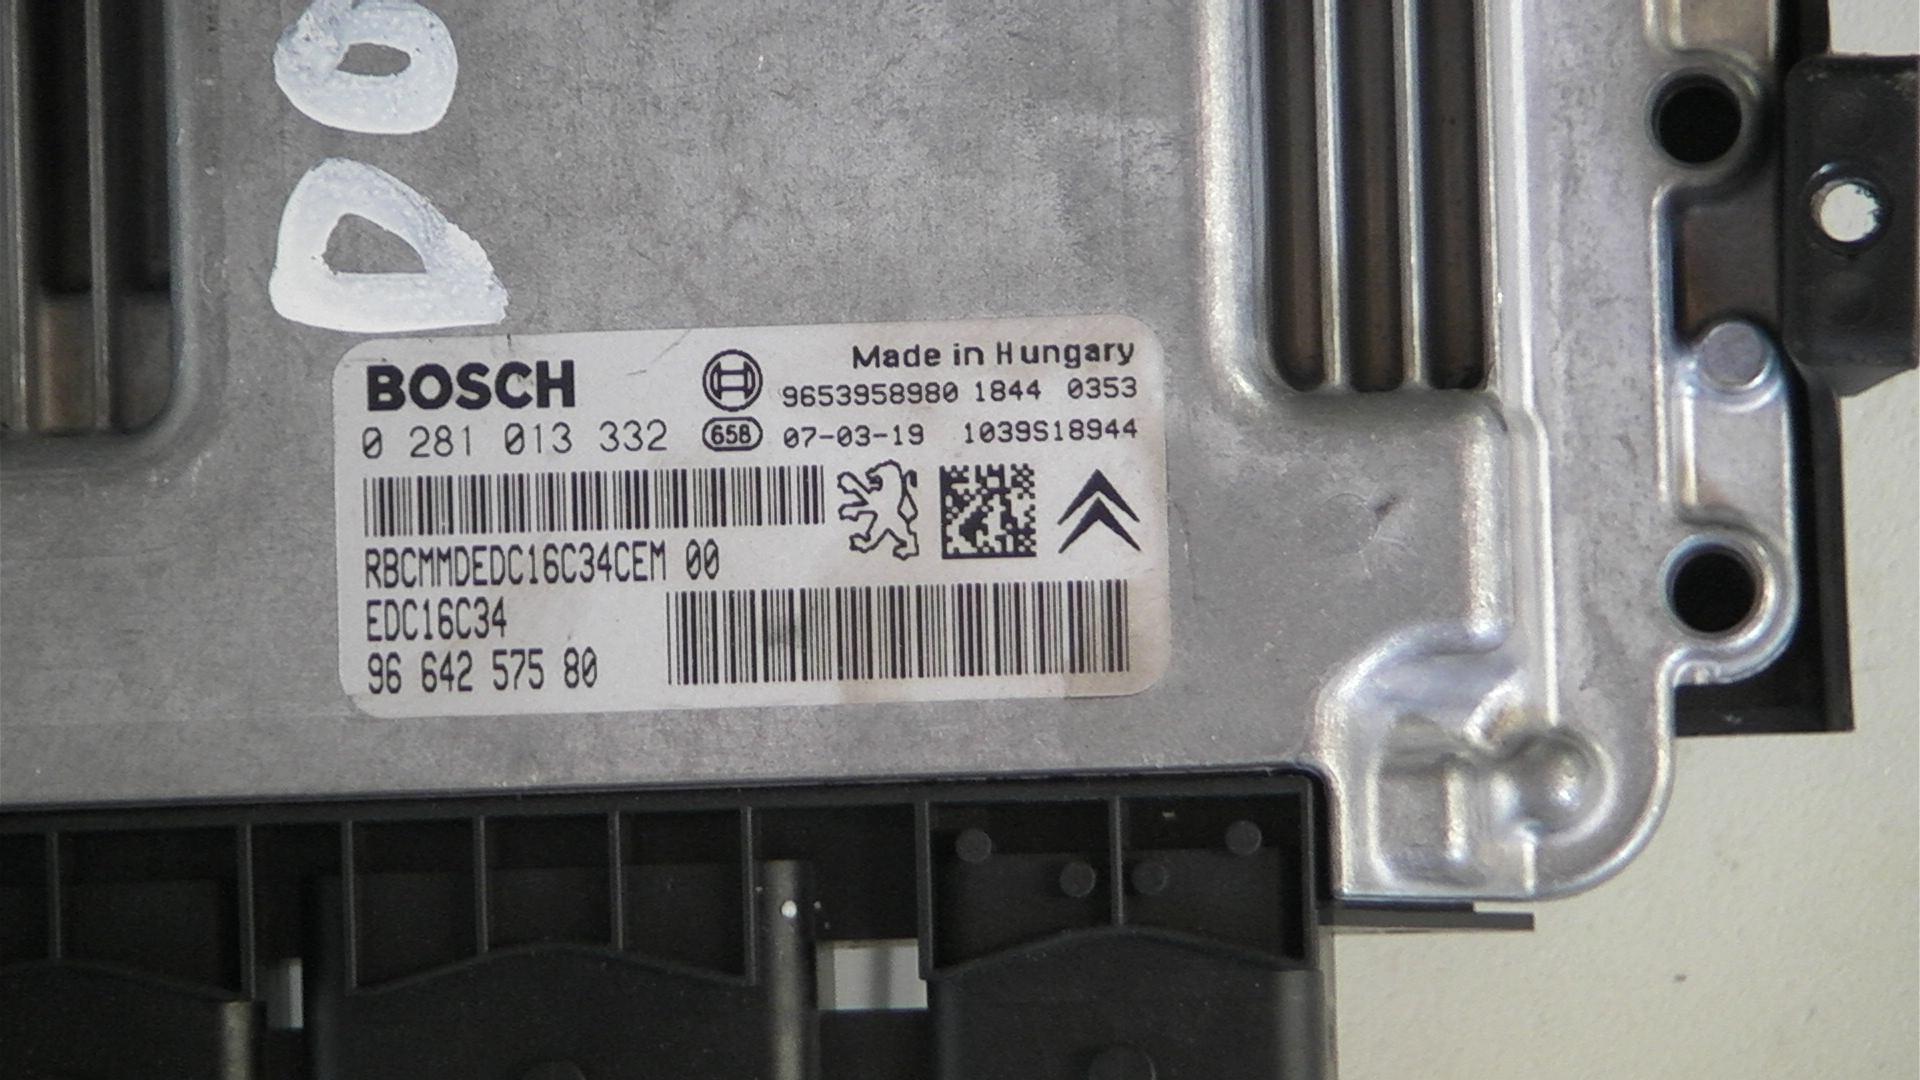 DO
BOSCH
Made in Hungary
9653958980 1844 0353
0 281 013 332
658
07-03-19 1039S18944
RBCMMDEDC16C34CEM 00
EDC16C34
96 642 575 80